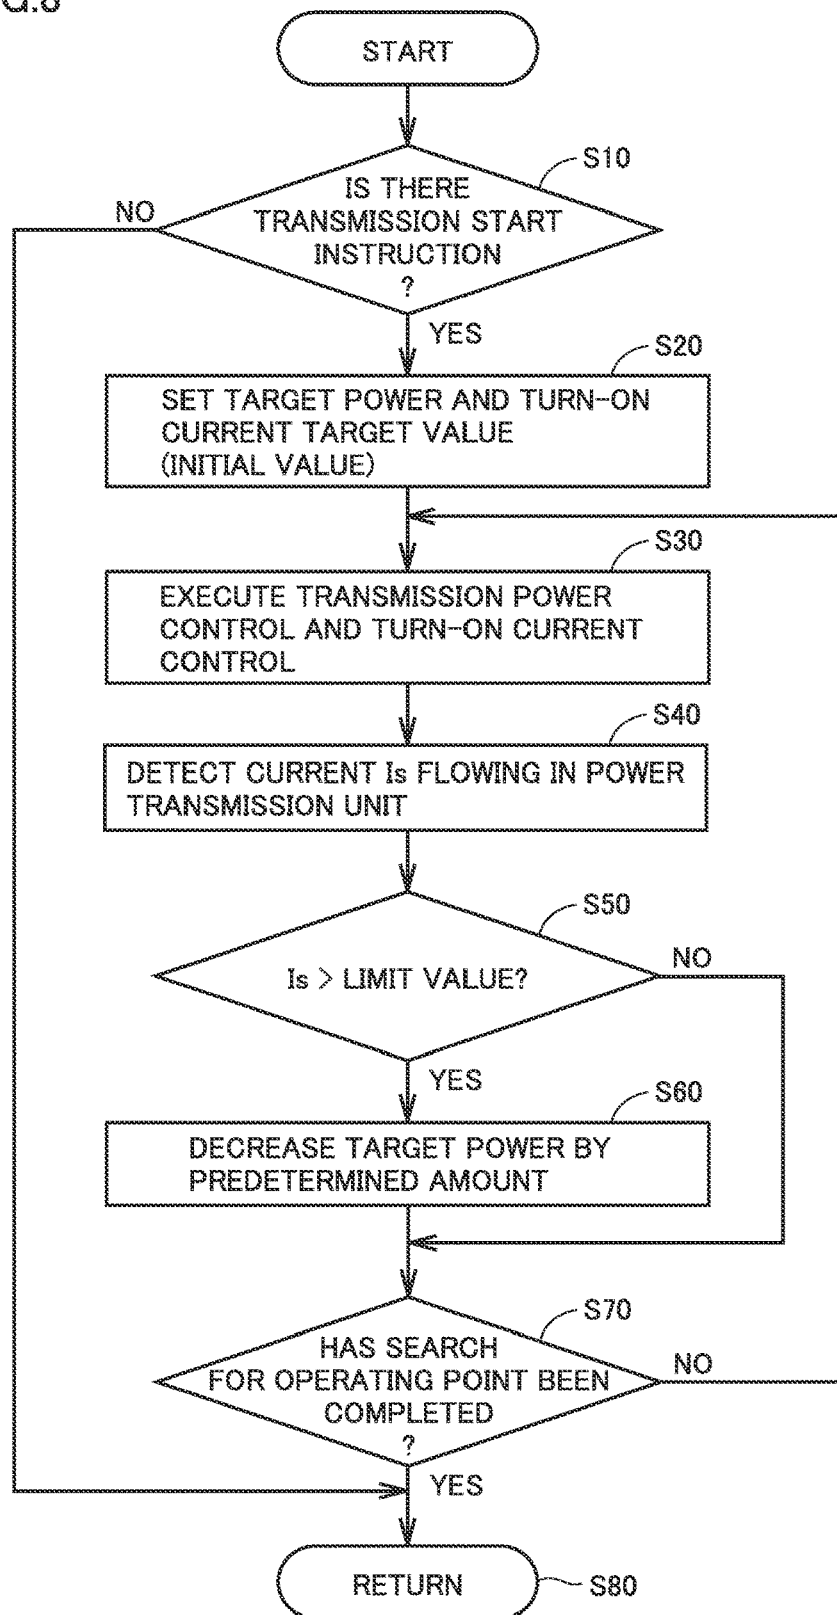 START
S10
IS THERE
TRANSMISSION START
INSTRUCTION
?
NO
YES
S20
SET TARGET POWER AND TURN-ON
CURRENT TARGET VALUE
(INITIAL VALUE)
S30
EXECUTE TRANSMISSION POWER
CONTROL AND TURN-ON CURRENT
CONTROL
S40
DETECT CURRENT Is FLOWING IN POWER
TRANSMISSION UNIT
S50
Is > LIMIT VALUE?
NO
YES
S60
DECREASE TARGET POWER BY
PREDETERMINED AMOUNT
S70
HAS SEARCH
FOR OPERATING POINT BEEN
COMPLETED
?
NO
YES
RETURN
S80